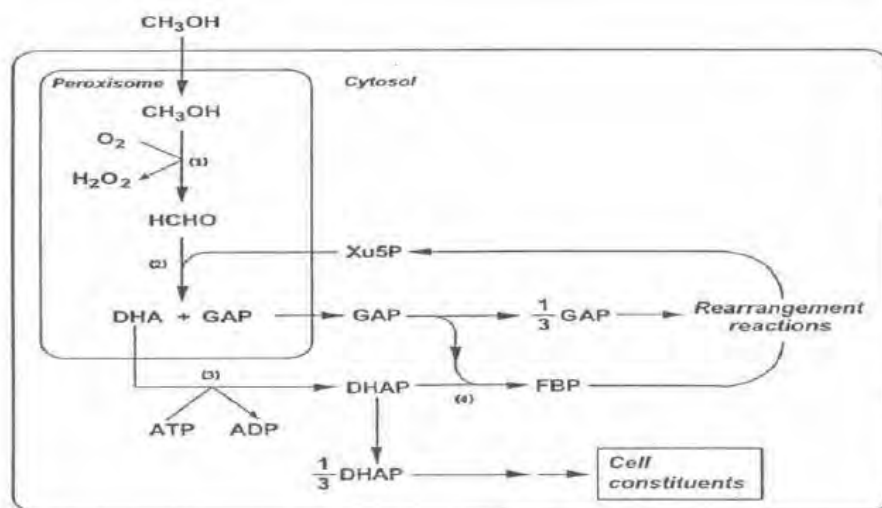 CH₃OH
Peroxisome
Cytosol
CH₃OH
O₂
(1)
H₂O₂
HCHO
(2)
Xu5P
DHA + GAP
GAP
1/3 GAP
Rearrangement
reactions
(3)
DHAP
(4)
FBP
ATP
ADP
1/3 DHAP
Cell
constituents